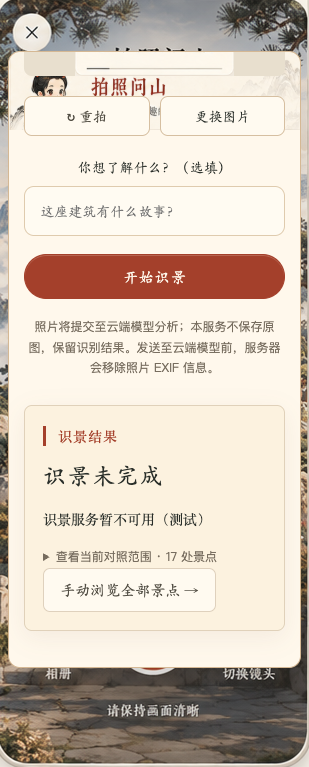 拍照问山
↻ 重拍
更换图片
你想了解什么？（选填）
这座建筑有什么故事？
开始识景
照片将提交至云端模型分析；本服务不保存原
图，保留识别结果。发送至云端模型前，服务器
会移除照片 EXIF 信息。
识景结果
识景未完成
识景服务暂不可用（测试）
▶ 查看当前对照范围 · 17 处景点
手动浏览全部景点 →
相册
切换镜头
请保持画面清晰